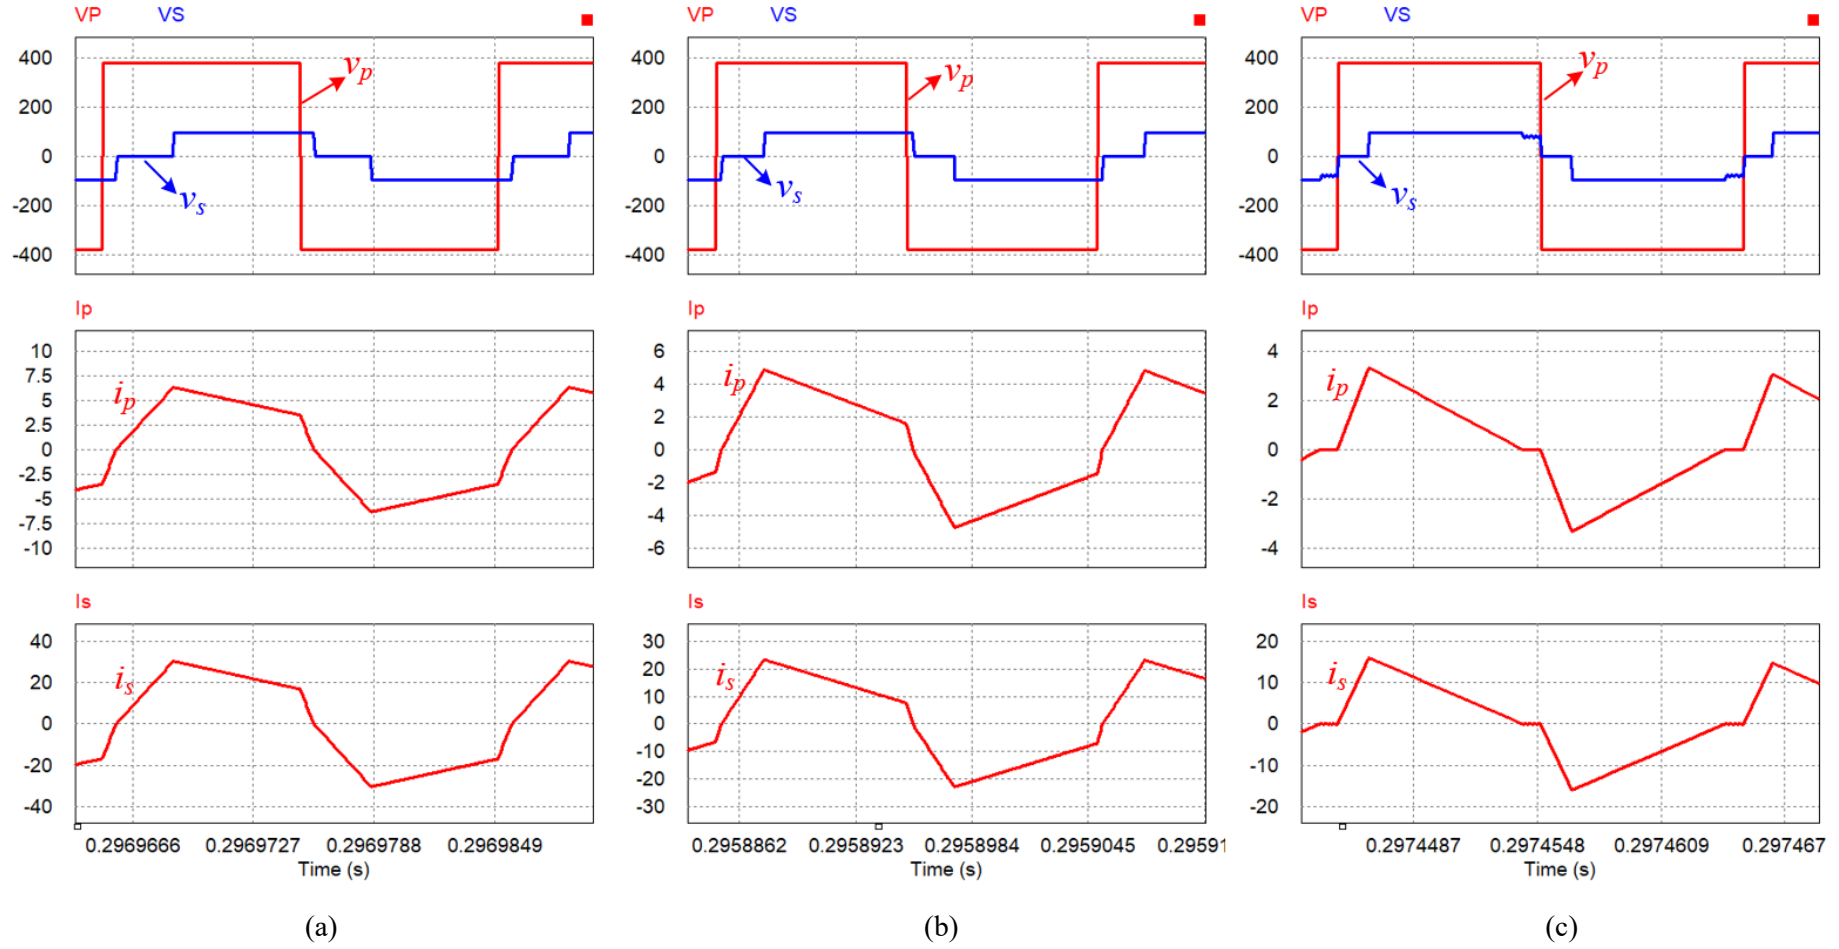 VP VS
400
200
0
-200
-400
vp
vs
Ip
10
7.5
5
2.5
0
-2.5
-5
-7.5
-10
ip
Is
40
20
0
-20
-40
is
0.2969666 0.2969727 0.2969788 0.2969849
Time (s)
(a)
VP VS
400
200
0
-200
-400
vp
vs
Ip
6
4
2
0
-2
-4
-6
ip
Is
30
20
10
0
-10
-20
-30
is
0.2958862 0.2958923 0.2958984 0.2959045 0.29591
Time (s)
(b)
VP VS
400
200
0
-200
-400
vp
vs
Ip
4
2
0
-2
-4
ip
Is
20
10
0
-10
-20
is
0.2974487 0.2974548 0.2974609 0.297467
Time (s)
(c)